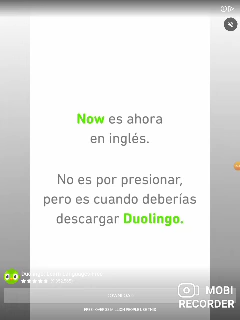 Now es ahora
en inglés.
No es por presionar,
pero es cuando deberías
descargar Duolingo.
MOBI
RECORDER